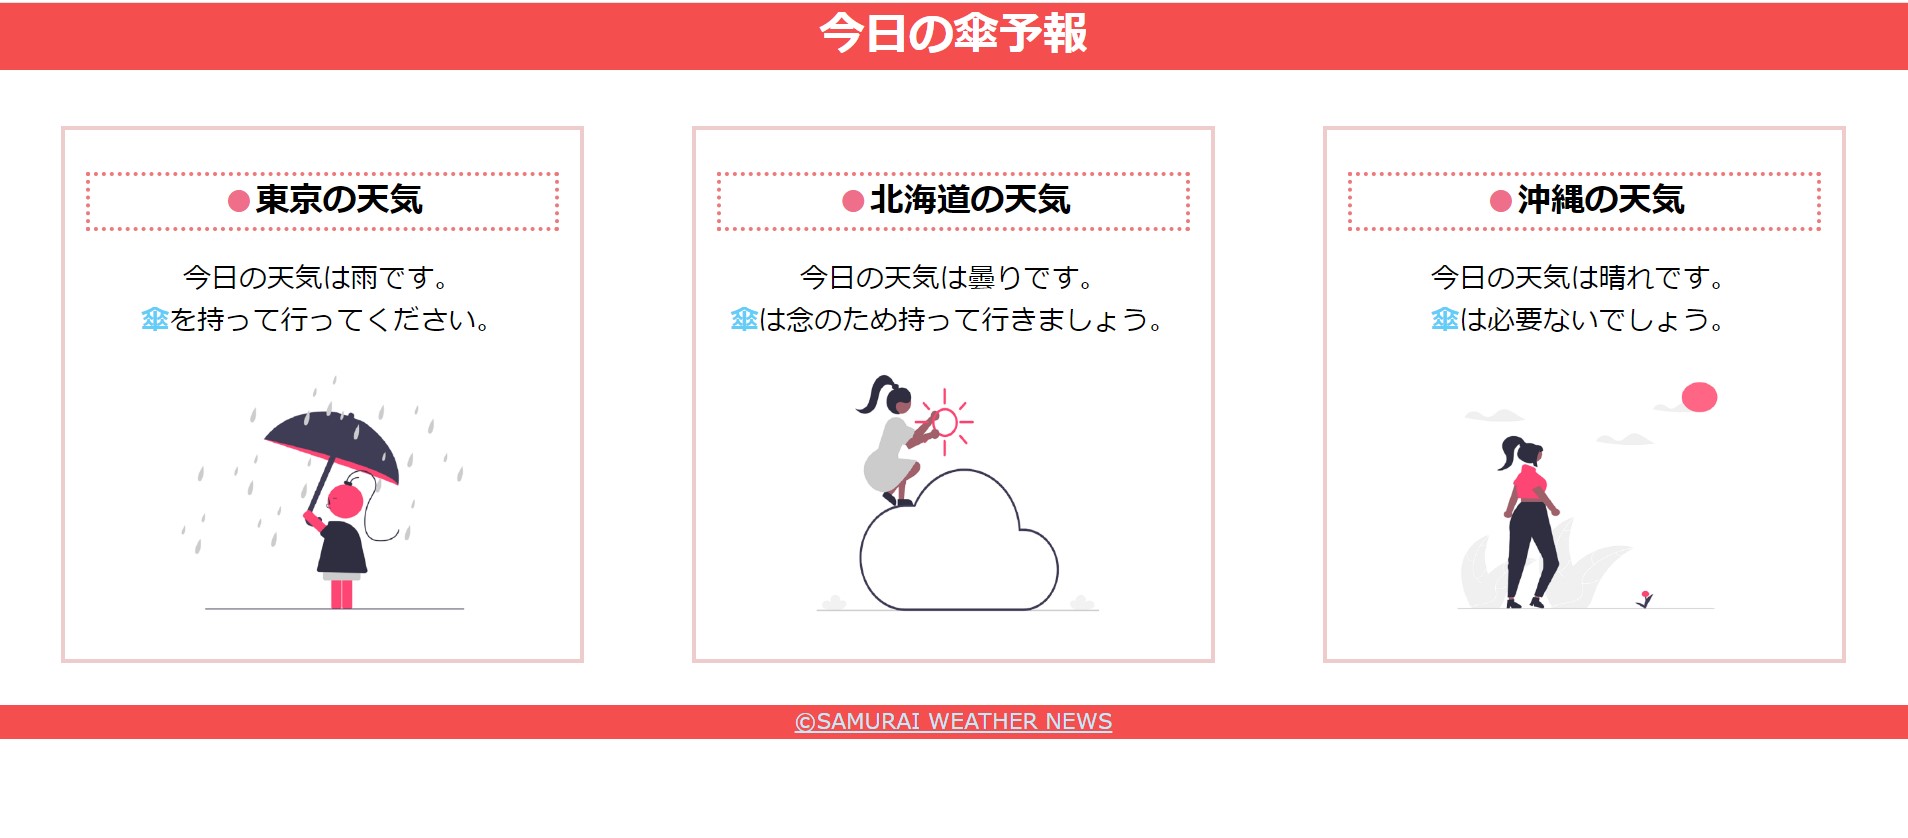 今日の傘予報
●東京の天気
今日の天気は雨です。
傘を持って行ってください。
●北海道の天気
今日の天気は曇りです。
傘は念のため持って行きましょう。
●沖縄の天気
今日の天気は晴れです。
傘は必要ないでしょう。
©SAMURAI WEATHER NEWS